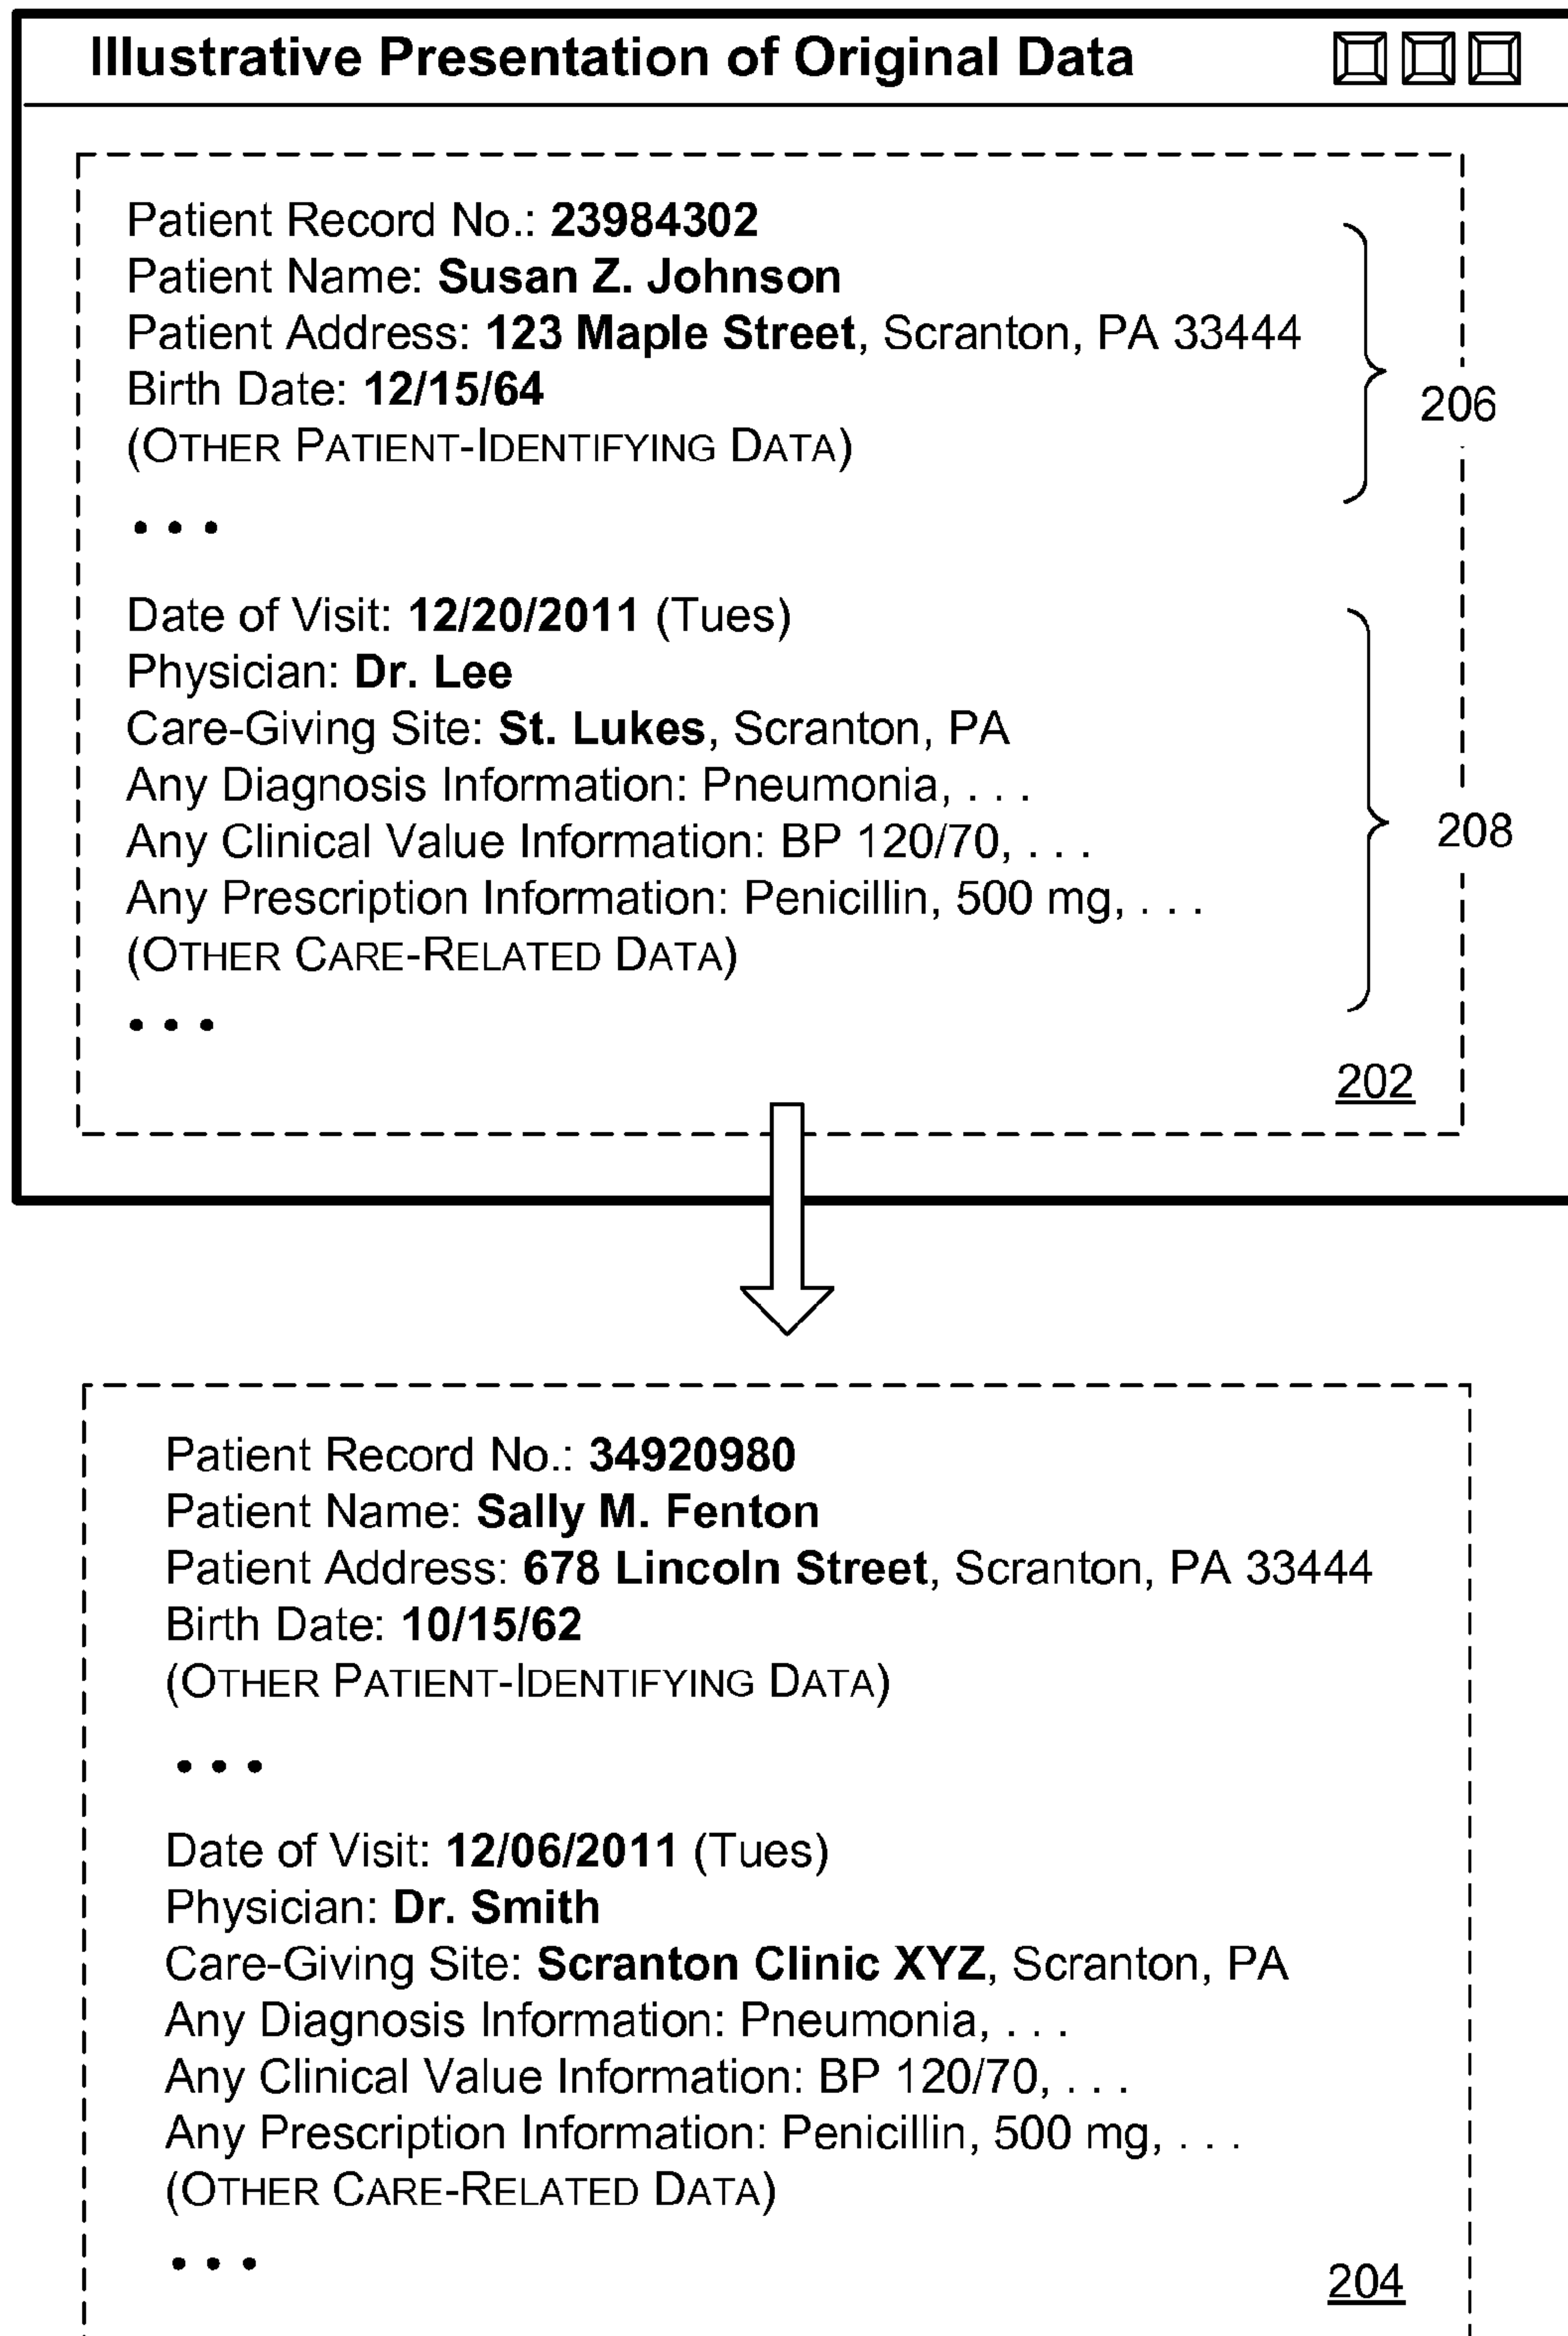 Illustrative Presentation of Original Data
Patient Record No.: 23984302
Patient Name: Susan Z. Johnson
Patient Address: 123 Maple Street, Scranton, PA 33444
Birth Date: 12/15/64
(OTHER PATIENT-IDENTIFYING DATA)
• • •
206
Date of Visit: 12/20/2011 (Tues)
Physician: Dr. Lee
Care-Giving Site: St. Lukes, Scranton, PA
Any Diagnosis Information: Pneumonia, . . .
Any Clinical Value Information: BP 120/70, . . .
Any Prescription Information: Penicillin, 500 mg, . . .
(OTHER CARE-RELATED DATA)
• • •
208
202
Patient Record No.: 34920980
Patient Name: Sally M. Fenton
Patient Address: 678 Lincoln Street, Scranton, PA 33444
Birth Date: 10/15/62
(OTHER PATIENT-IDENTIFYING DATA)
• • •
Date of Visit: 12/06/2011 (Tues)
Physician: Dr. Smith
Care-Giving Site: Scranton Clinic XYZ, Scranton, PA
Any Diagnosis Information: Pneumonia, . . .
Any Clinical Value Information: BP 120/70, . . .
Any Prescription Information: Penicillin, 500 mg, . . .
(OTHER CARE-RELATED DATA)
• • •
204